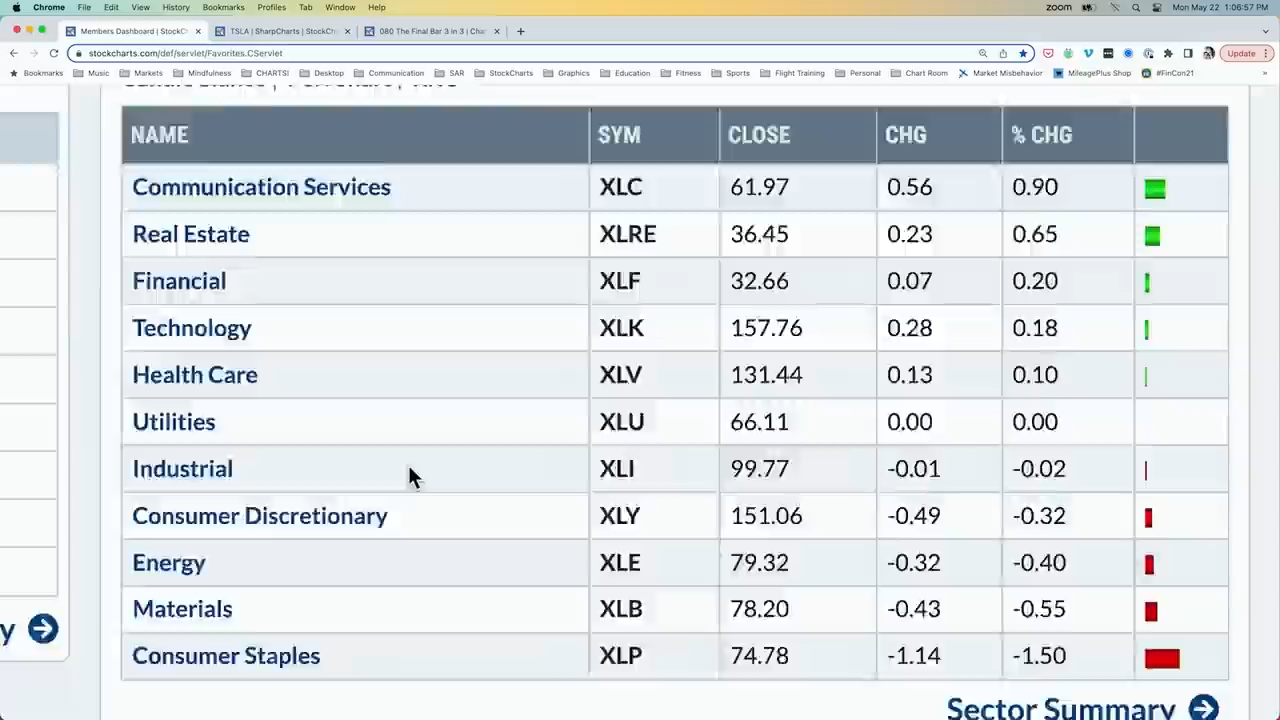 Chrome File Edit View History Bookmarks Profiles Tab Window Help zoom Mon May 22 1:06:57 PM
Members Dashboard | StockC× TSLA | SharpCharts | StockCh× 080 The Final Bar 3 in 3 | Chart× +
stockcharts.com/def/servlet/Favorites.CServlet Update
Bookmarks Music Markets Mindfulness CHARTS! Desktop Communication SAR StockCharts Graphics Education Fitness Sports Flight Training Personal Chart Room Market Misbehavior MileagePlus Shop #FinCon21 »
NAME SYM CLOSE CHG % CHG
Communication Services XLC 61.97 0.56 0.90
Real Estate XLRE 36.45 0.23 0.65
Financial XLF 32.66 0.07 0.20
Technology XLK 157.76 0.28 0.18
Health Care XLV 131.44 0.13 0.10
Utilities XLU 66.11 0.00 0.00
Industrial XLI 99.77 -0.01 -0.02
Consumer Discretionary XLY 151.06 -0.49 -0.32
Energy XLE 79.32 -0.32 -0.40
Materials XLB 78.20 -0.43 -0.55
Consumer Staples XLP 74.78 -1.14 -1.50
y
Sector Summary